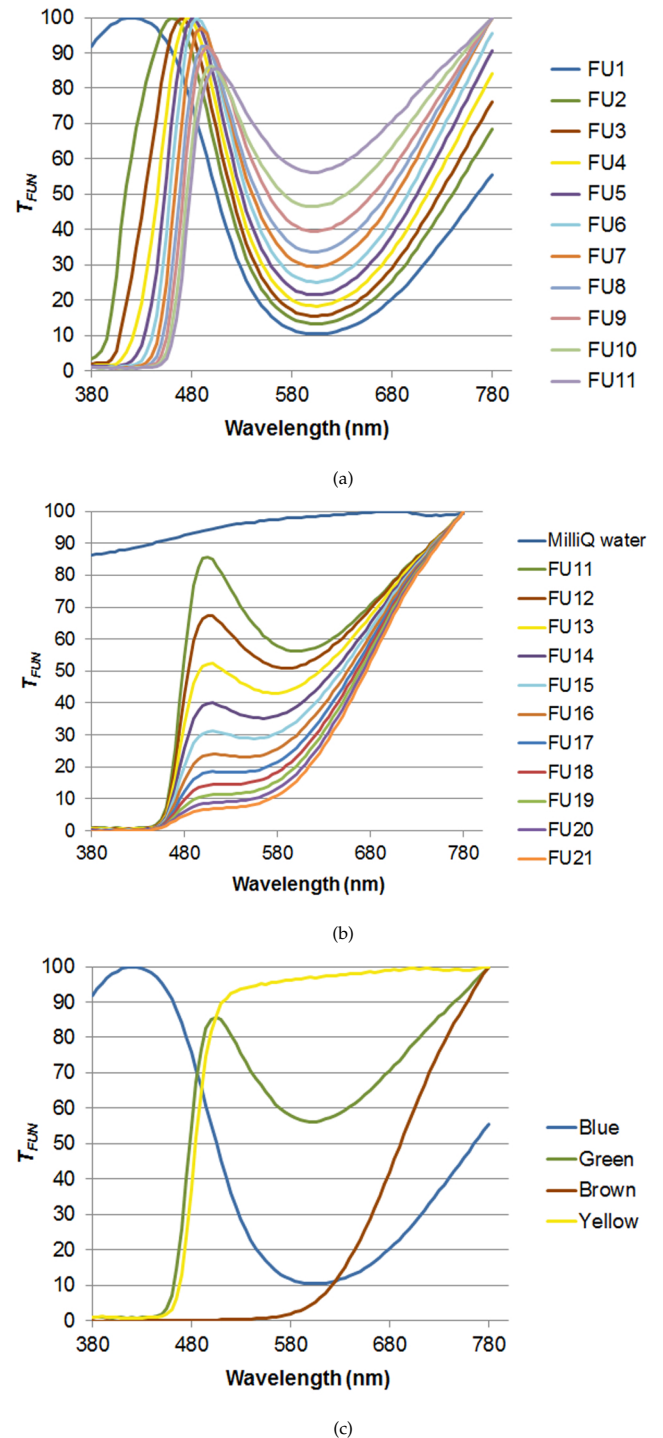 100
90
80
70
60
50
40
30
20
10
0
T_FUN
380
480
580
680
780
Wavelength (nm)
FU1
FU2
FU3
FU4
FU5
FU6
FU7
FU8
FU9
FU10
FU11
(a)
100
90
80
70
60
50
40
30
20
10
0
T_FUN
380
480
580
680
780
Wavelength (nm)
MilliQ water
FU11
FU12
FU13
FU14
FU15
FU16
FU17
FU18
FU19
FU20
FU21
(b)
100
90
80
70
60
50
40
30
20
10
0
T_FUN
380
480
580
680
780
Wavelength (nm)
Blue
Green
Brown
Yellow
(c)